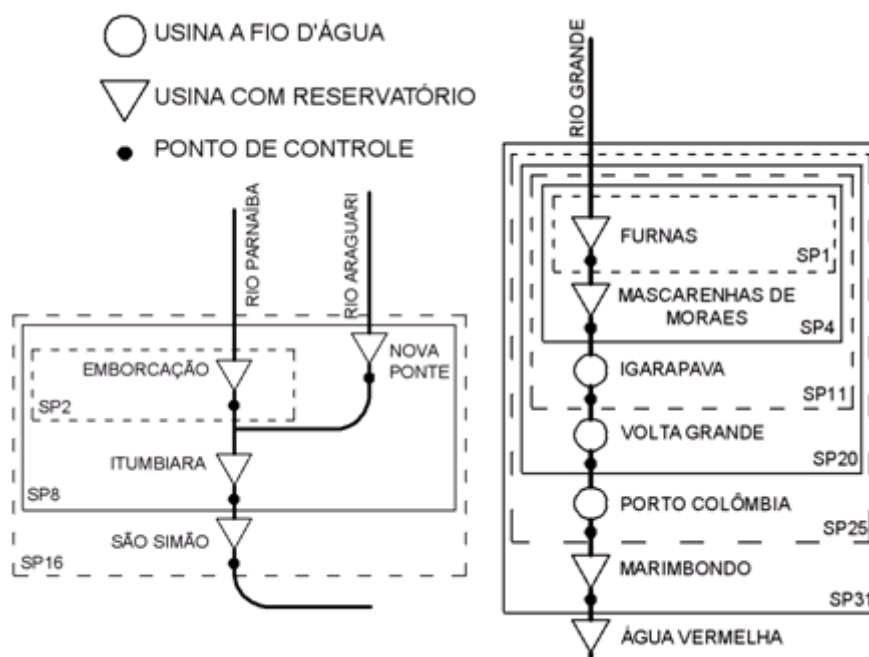 USINA A FIO D'ÁGUA
USINA COM RESERVATÓRIO
PONTO DE CONTROLE
RIO PARNAÍBA
RIO ARAGUARI
EMBORCAÇÃO
NOVA
PONTE
SP2
ITUMBIARA
SP8
SÃO SIMÃO
SP16
RIO GRANDE
FURNAS
SP1
MASCARENHAS DE
MORAES
SP4
IGARAPAVA
SP11
VOLTA GRANDE
SP20
PORTO COLÔMBIA
SP25
MARIMBONDO
SP31
ÁGUA VERMELHA